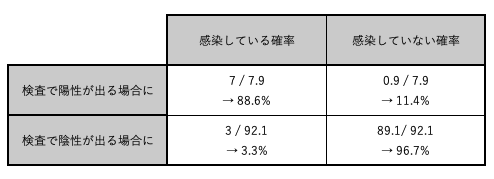 感染している確率
感染していない確率
検査で陽性が出る場合に
7 / 7.9
→ 88.6%
0.9 / 7.9
→ 11.4%
検査で陰性が出る場合に
3 / 92.1
→ 3.3%
89.1/ 92.1
→ 96.7%